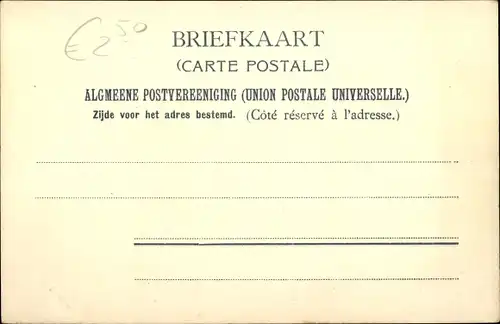 € 2,50
BRIEFKAART
(CARTE POSTALE)
ALGMEENE POSTVEREENIGING (UNION POSTALE UNIVERSELLE.)
Zijde voor het adres bestemd. (Côté réservé à l'adresse.)